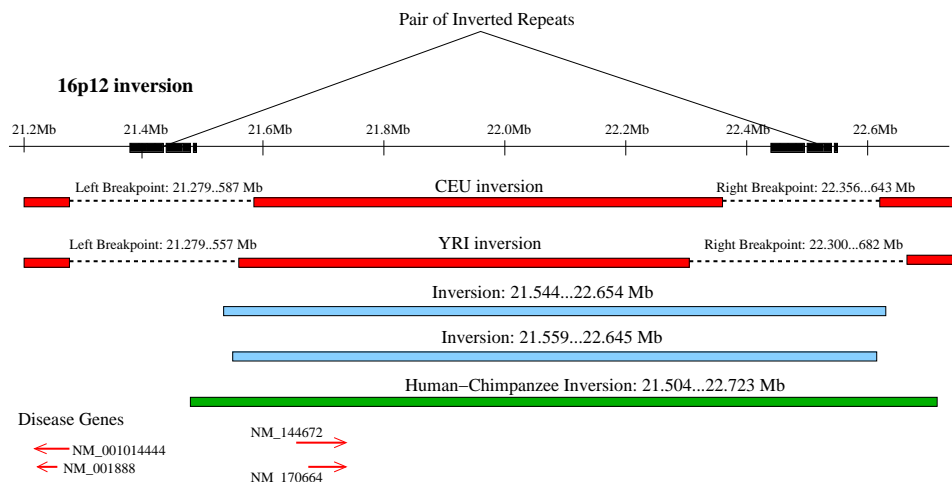 Pair of Inverted Repeats
16p12 inversion
21.2Mb 21.4Mb 21.6Mb 21.8Mb 22.0Mb 22.2Mb 22.4Mb 22.6Mb
Left Breakpoint: 21.279..587 Mb CEU inversion Right Breakpoint: 22.356...643 Mb
Left Breakpoint: 21.279..557 Mb YRI inversion Right Breakpoint: 22.300...682 Mb
Inversion: 21.544...22.654 Mb
Inversion: 21.559...22.645 Mb
Human−Chimpanzee Inversion: 21.504...22.723 Mb
Disease Genes
NM_144672
NM_001014444
NM_001888
NM_170664